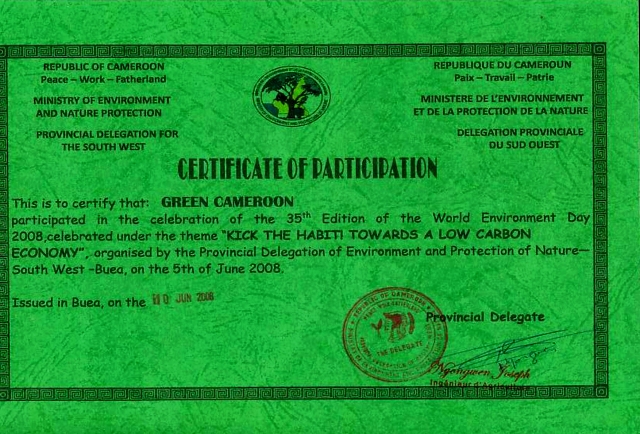 REPUBLIC OF CAMEROON
Peace – Work – Fatherland
MINISTRY OF ENVIRONMENT
AND NATURE PROTECTION
PROVINCIAL DELEGATION FOR
THE SOUTH WEST
REPUBLIQUE DU CAMEROUN
Paix – Travail – Patrie
MINISTERE DE L'ENVIRONNEMENT
ET DE LA PROTECTION DE LA NATURE
DELEGATION PROVINCIALE
DU SUD OUEST
CERTIFICATE OF PARTICIPATION
This is to certify that: GREEN CAMEROON
participated in the celebration of the 35th Edition of the World Environment Day
2008,celebrated under the theme "KICK THE HABIT! TOWARDS A LOW CARBON
ECONOMY", organised by the Provincial Delegation of Environment and Protection of Nature—
South West –Buea, on the 5th of June 2008.
Issued in Buea, on the 10 JUN 2008
Provincial Delegate
THE DELEGATE
Ngongwen Joseph
Ingénieur d'Agriculture